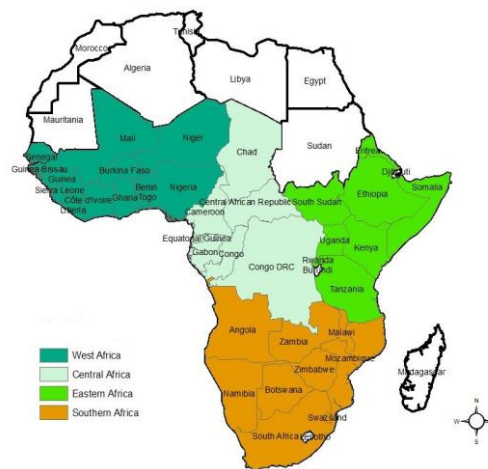 Tunisia
Morocco
Algeria
Libya
Egypt
Mauritania
Mali
Niger
Chad
Sudan
Eritrea
Senegal
Guinea-Bissau
Guinea
Burkina Faso
Djibouti
Sierra Leone
Benin
Nigeria
Somalia
Côte d'Ivoire
Ghana
Togo
Liberia
Ethiopia
Central African Republic
South Sudan
Cameroon
Equatorial Guinea
Uganda
Kenya
Gabon
Congo
Rwanda
Congo DRC
Burundi
Tanzania
Angola
Malawi
Zambia
Mozambique
Zimbabwe
Madagascar
Namibia
Botswana
Swaziland
South Africa
Lesotho
West Africa
Central Africa
Eastern Africa
Southern Africa
N
W
E
S